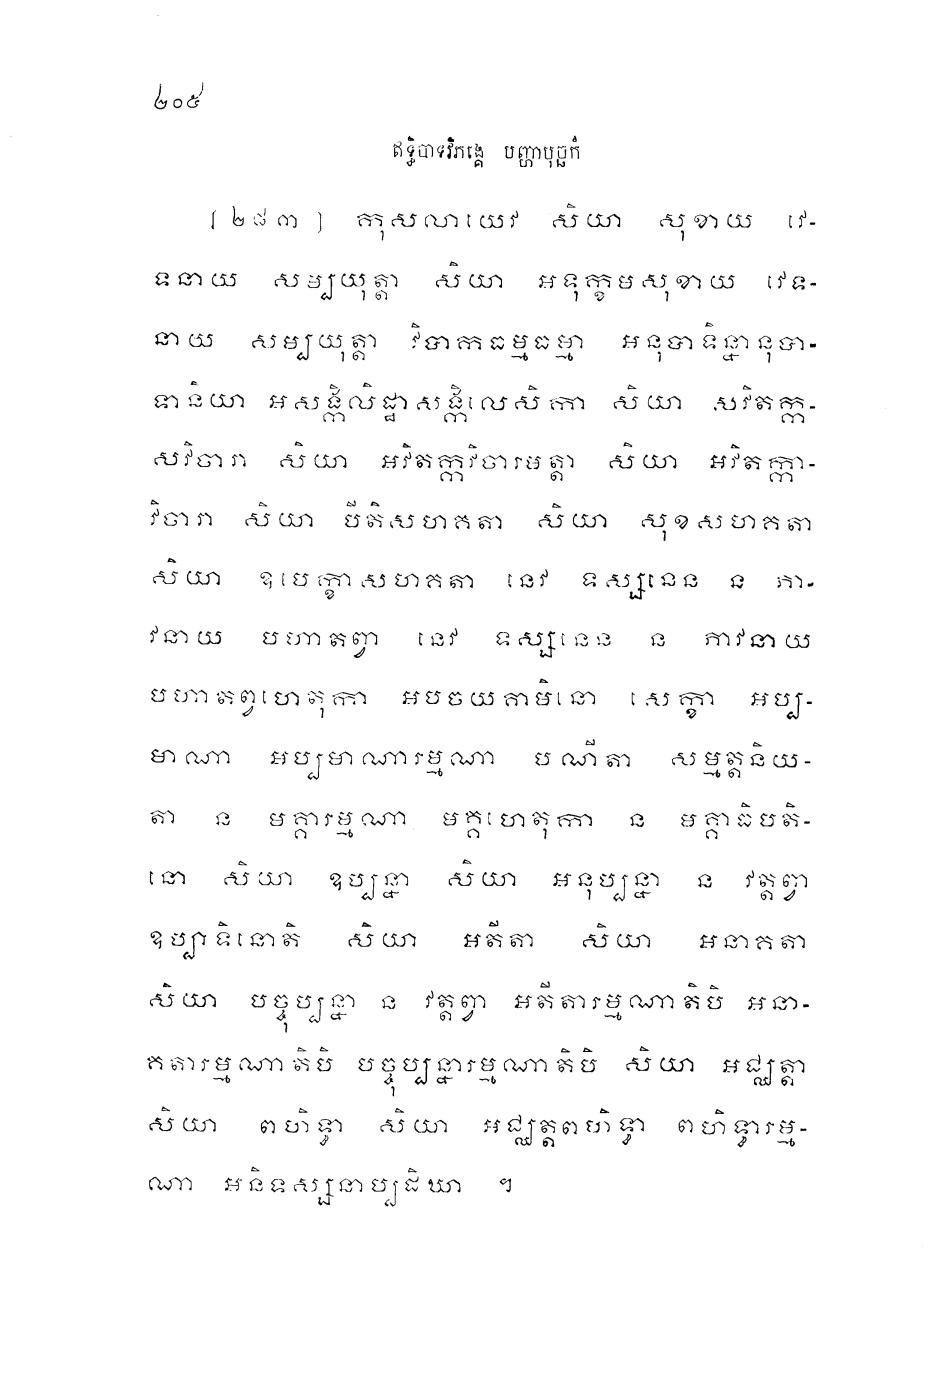 ២០៥
ឥទ្ធិបាទវិភង្គេ បញ្ហាបុច្ឆកំ
[២៨៣] កុសលាយេវ សិយា សុខាយ វេ-
ទនាយ សម្បយុត្តា សិយា អទុក្ខមសុខាយ វេទ-
នាយ សម្បយុត្តា វិបាកធម្មធម្មា អនុបាទិន្នានុបា-
ទានិយា អសង្កិលិដ្ឋាសង្កិលេសិកា សិយា សវិតក្ក-
សវិចារា សិយា អវិតក្កវិចារមត្តា សិយា អវិតក្កា-
វិចារា សិយា បីតិសហគតា សិយា សុខសហគតា
សិយា ឧបេក្ខាសហគតា នេវ ទស្សនេន ន ភា-
វនាយ បហាតព្វា នេវ ទស្សនេន ន ភាវនាយ
បហាតព្វហេតុកា អបចយគាមិនោ សេក្ខា អប្ប-
មាណា អប្បមាណារម្មណា បណីតា សម្មត្តនិយ-
តា ន មគ្គារម្មណា មគ្គហេតុកា ន មគ្គាធិបតិ-
នោ សិយា ឧប្បន្នា សិយា អនុប្បន្នា ន វត្តព្វា
ឧប្បាទិនោតិ សិយា អតីតា សិយា អនាគតា
សិយា បច្ចុប្បន្នា ន វត្តព្វា អតីតារម្មណាតិបិ អនា-
គតារម្មណាតិបិ បច្ចុប្បន្នារម្មណាតិបិ សិយា អជ្ឈត្តា
សិយា ពហិទ្ធា សិយា អជ្ឈត្តពហិទ្ធា ពហិទ្ធារម្ម-
ណា អនិទស្សនាប្បដិឃា ។